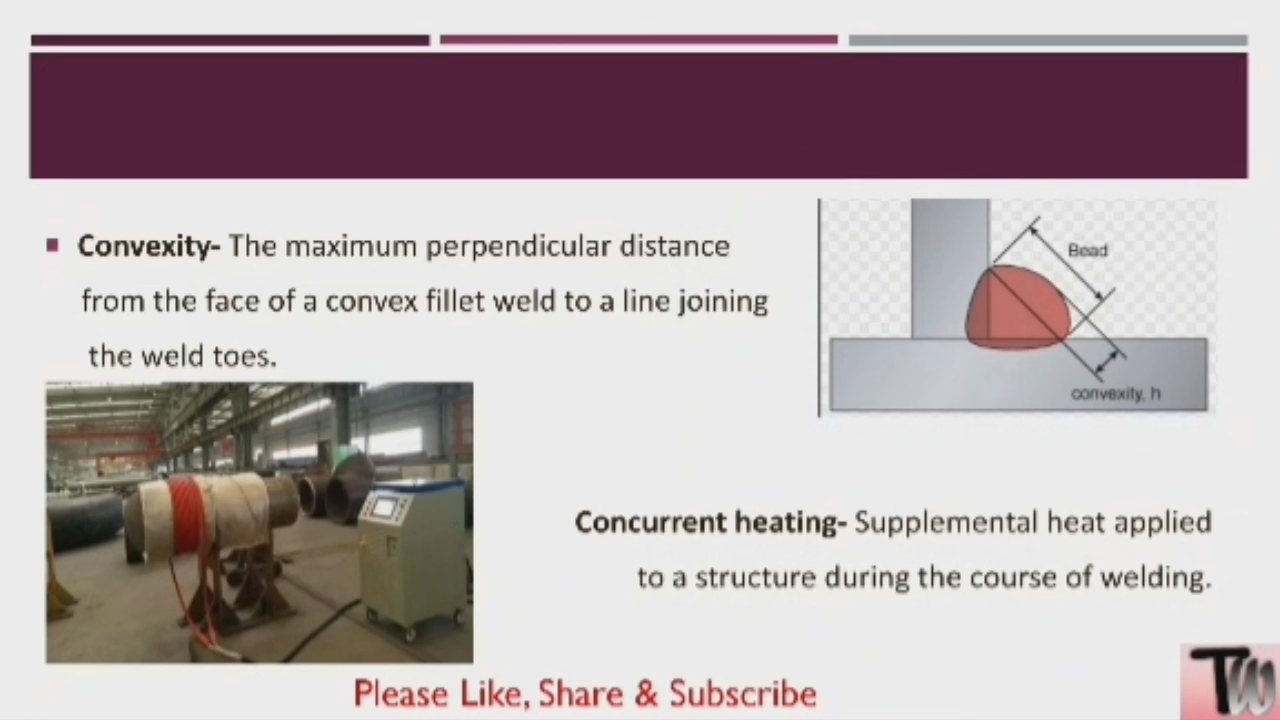 Convexity- The maximum perpendicular distance
from the face of a convex fillet weld to a line joining
the weld toes.
Bead
convexity, h
Concurrent heating- Supplemental heat applied
to a structure during the course of welding.
Please Like, Share & Subscribe
TW